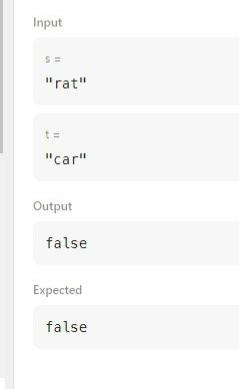 Input
s =
"rat"
t =
"car"
Output
false
Expected
false